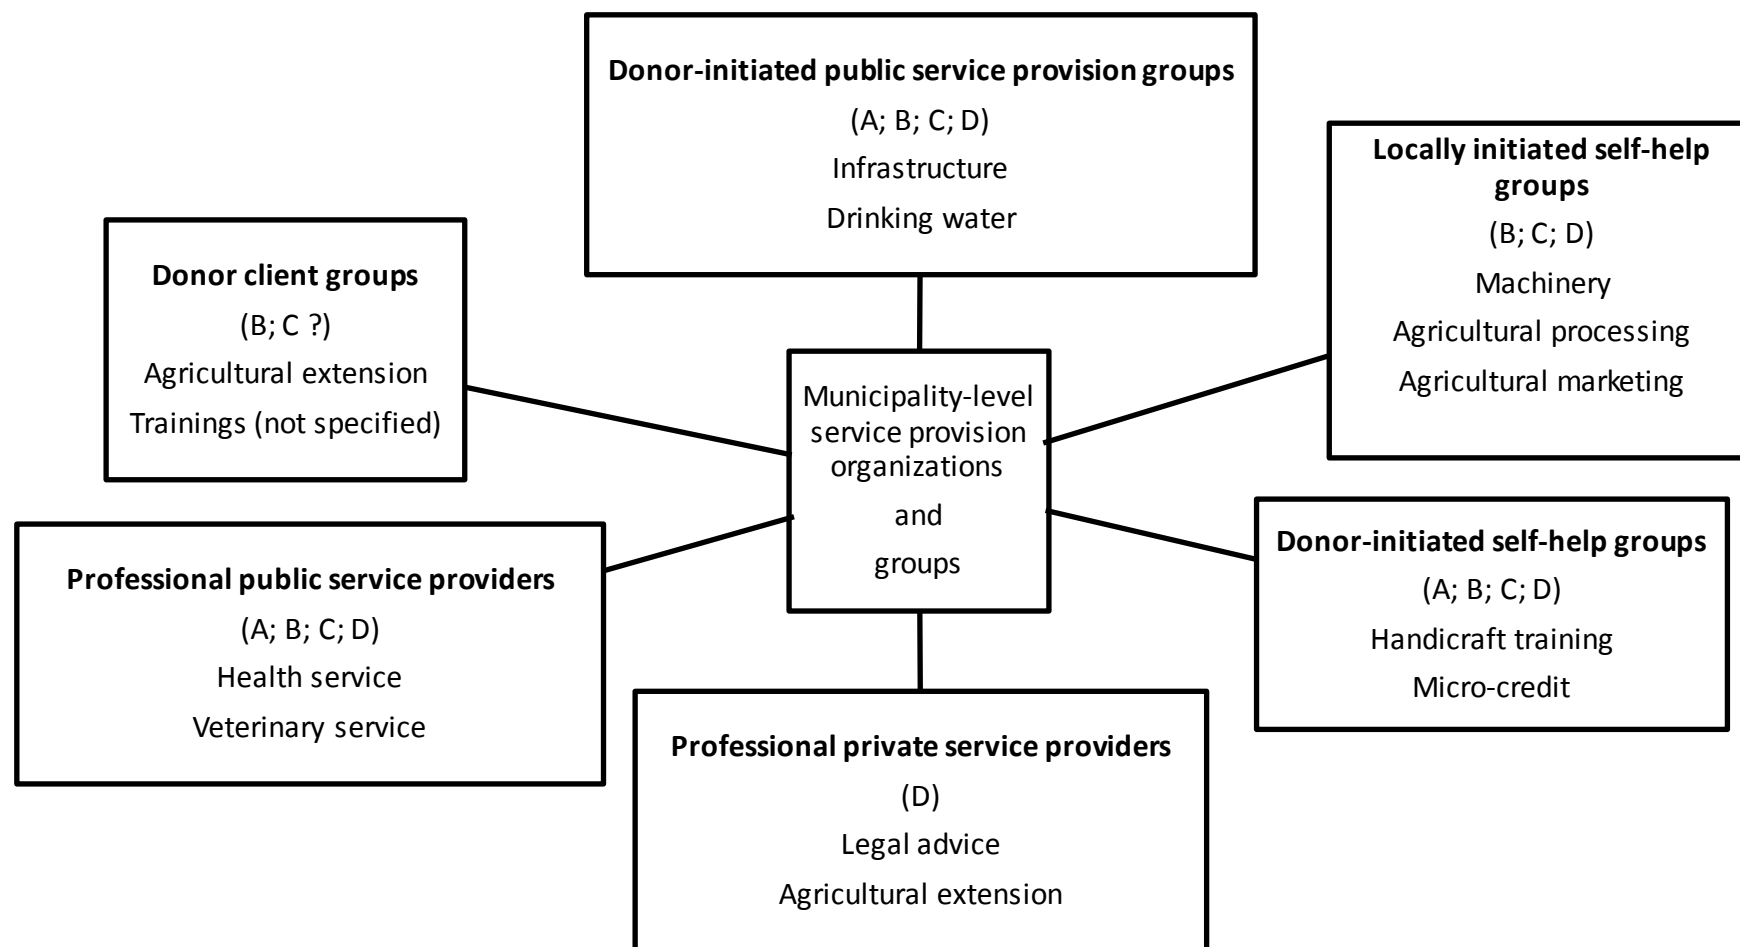 Donor-initiated public service provision groups
(A; B; C; D)
Infrastructure
Drinking water
Locally initiated self-help
groups
(B; C; D)
Machinery
Agricultural processing
Agricultural marketing
Donor client groups
(B; C ?)
Agricultural extension
Trainings (not specified)
Municipality-level
service provision
organizations
and
groups
Donor-initiated self-help groups
(A; B; C; D)
Handicraft training
Micro-credit
Professional public service providers
(A; B; C; D)
Health service
Veterinary service
Professional private service providers
(D)
Legal advice
Agricultural extension